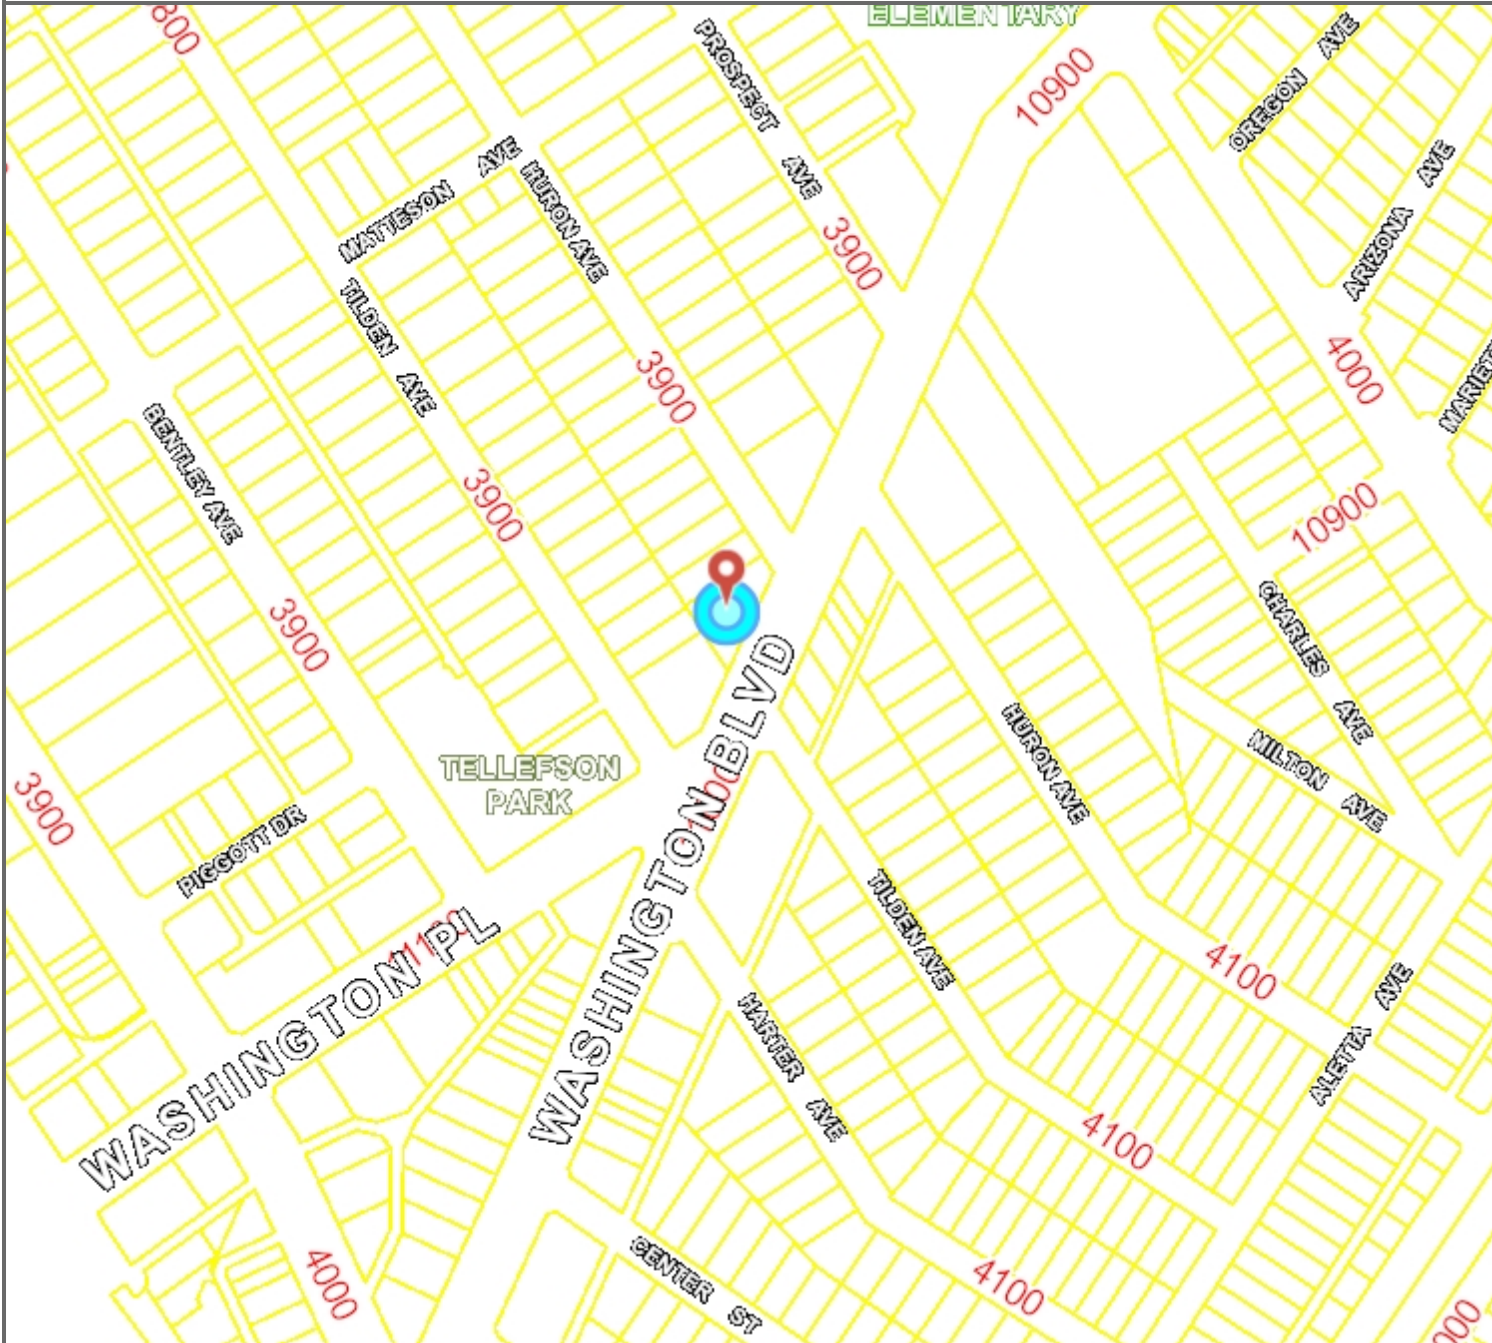 ELEMENTARY
800
PROSPECT AVE
10900
OREGON AVE
MATTESON AVE
HURON AVE
ARIZONA AVE
3900
TILDEN AVE
3900
4000
BENTLEY AVE
3900
10900
3900
CHARLES AVE
WASHINGTON BLVD
HURON AVE
MILTON AVE
TELLEFSON
PARK
3900
PIGGOTT DR
TILDEN AVE
WASHINGTON PL
4100
HARTER AVE
ALETTA AVE
4100
4000
CENTER ST
4100